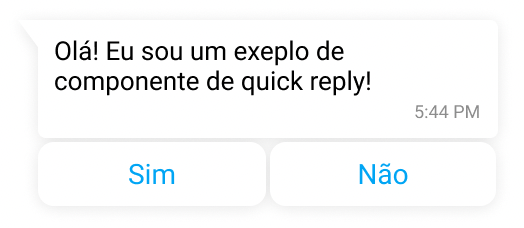 Olá! Eu sou um exeplo de
componente de quick reply!
5:44 PM
Sim
Não